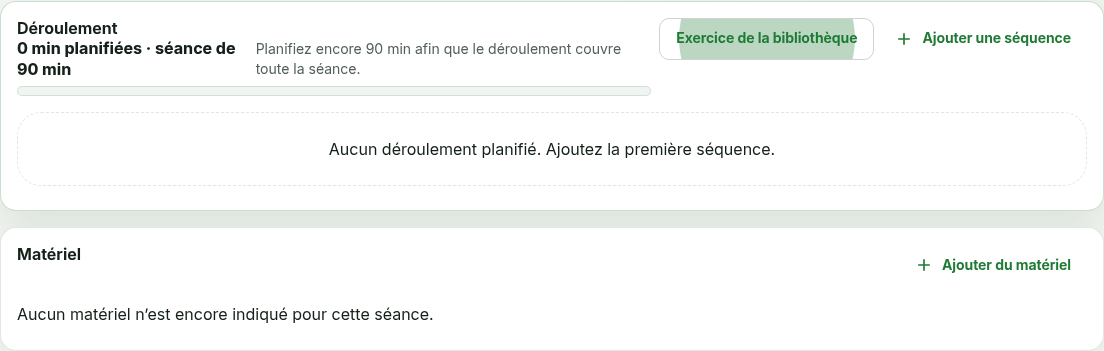 Déroulement
0 min planifiées · séance de
90 min
Planifiez encore 90 min afin que le déroulement couvre
toute la séance.
Exercice de la bibliothèque
Ajouter une séquence
Aucun déroulement planifié. Ajoutez la première séquence.
Matériel
Ajouter du matériel
Aucun matériel n’est encore indiqué pour cette séance.